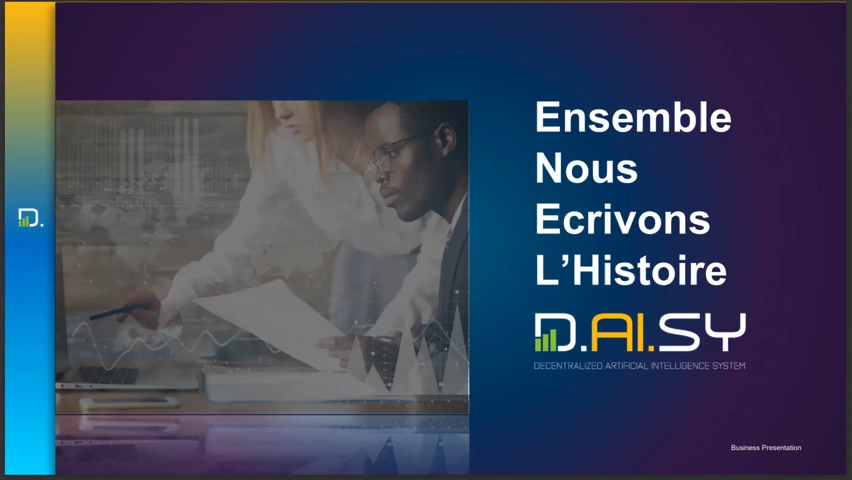 D.
Ensemble
Nous
Ecrivons
L’Histoire
D.AI.SY
DECENTRALIZED ARTIFICIAL INTELLIGENCE SYSTEM
Business Presentation